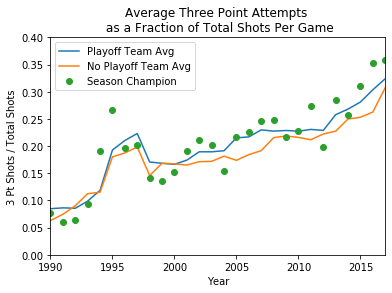 Average Three Point Attempts
as a Fraction of Total Shots Per Game
3 Pt Shots / Total Shots
0.40
0.35
0.30
0.25
0.20
0.15
0.10
0.05
0.00
Playoff Team Avg
No Playoff Team Avg
Season Champion
1990
1995
2000
2005
2010
2015
Year